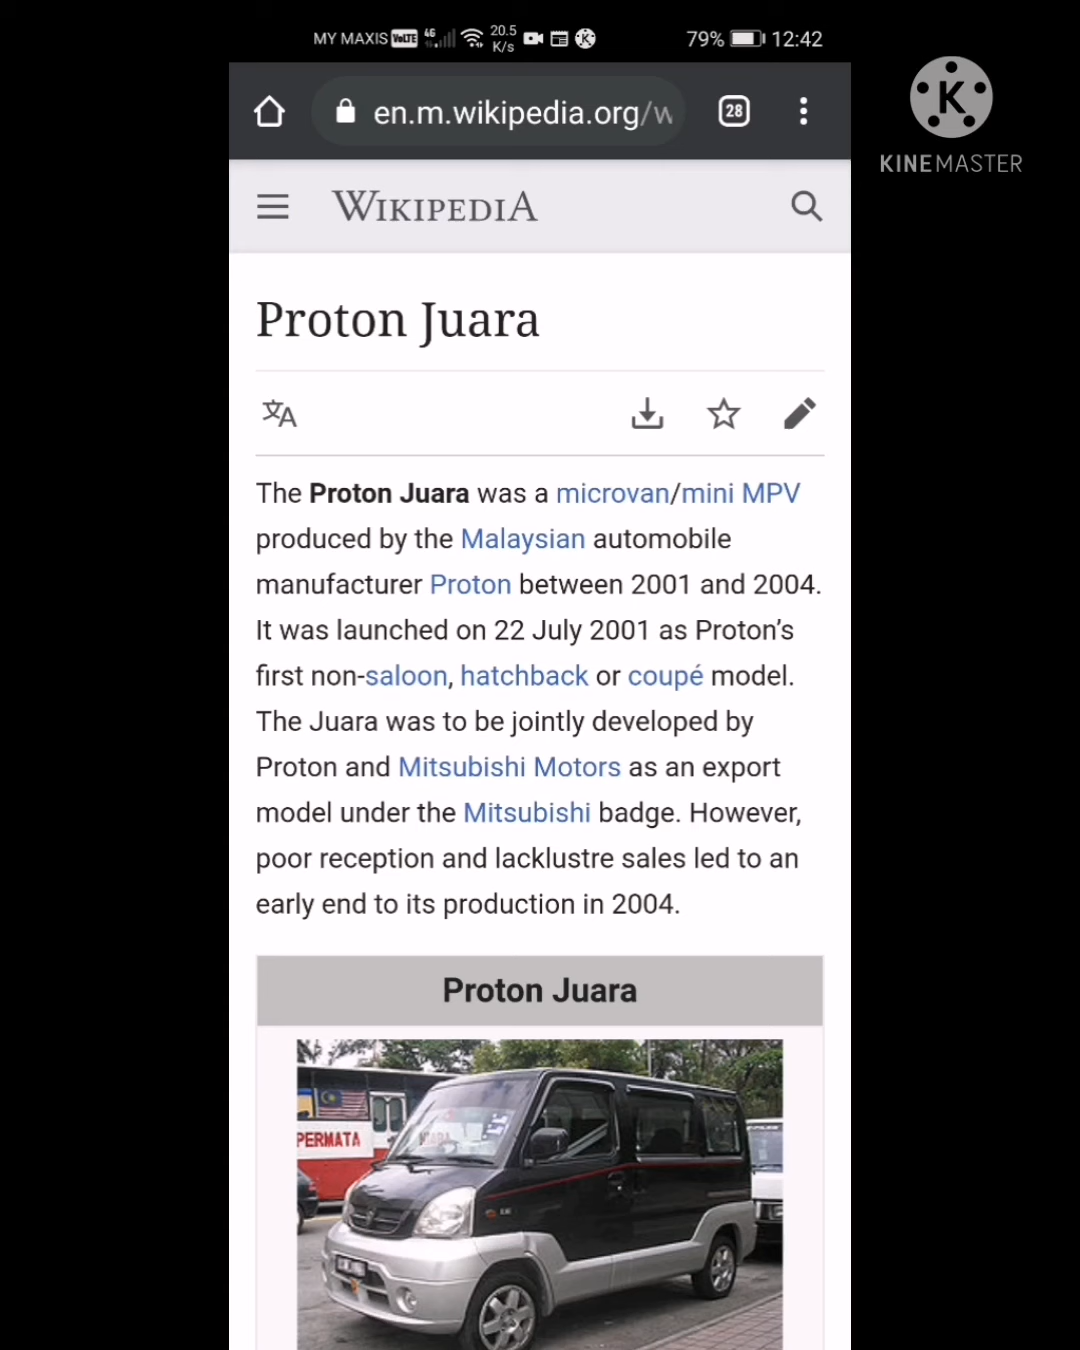 MY MAXIS VoLTE 4G 20.5 K/s 79% 12:42
en.m.wikipedia.org/w 28
K
KINEMASTER
WIKIPEDIA
Proton Juara
The Proton Juara was a microvan/mini MPV
produced by the Malaysian automobile
manufacturer Proton between 2001 and 2004.
It was launched on 22 July 2001 as Proton's
first non-saloon, hatchback or coupé model.
The Juara was to be jointly developed by
Proton and Mitsubishi Motors as an export
model under the Mitsubishi badge. However,
poor reception and lacklustre sales led to an
early end to its production in 2004.
Proton Juara
PERMATA